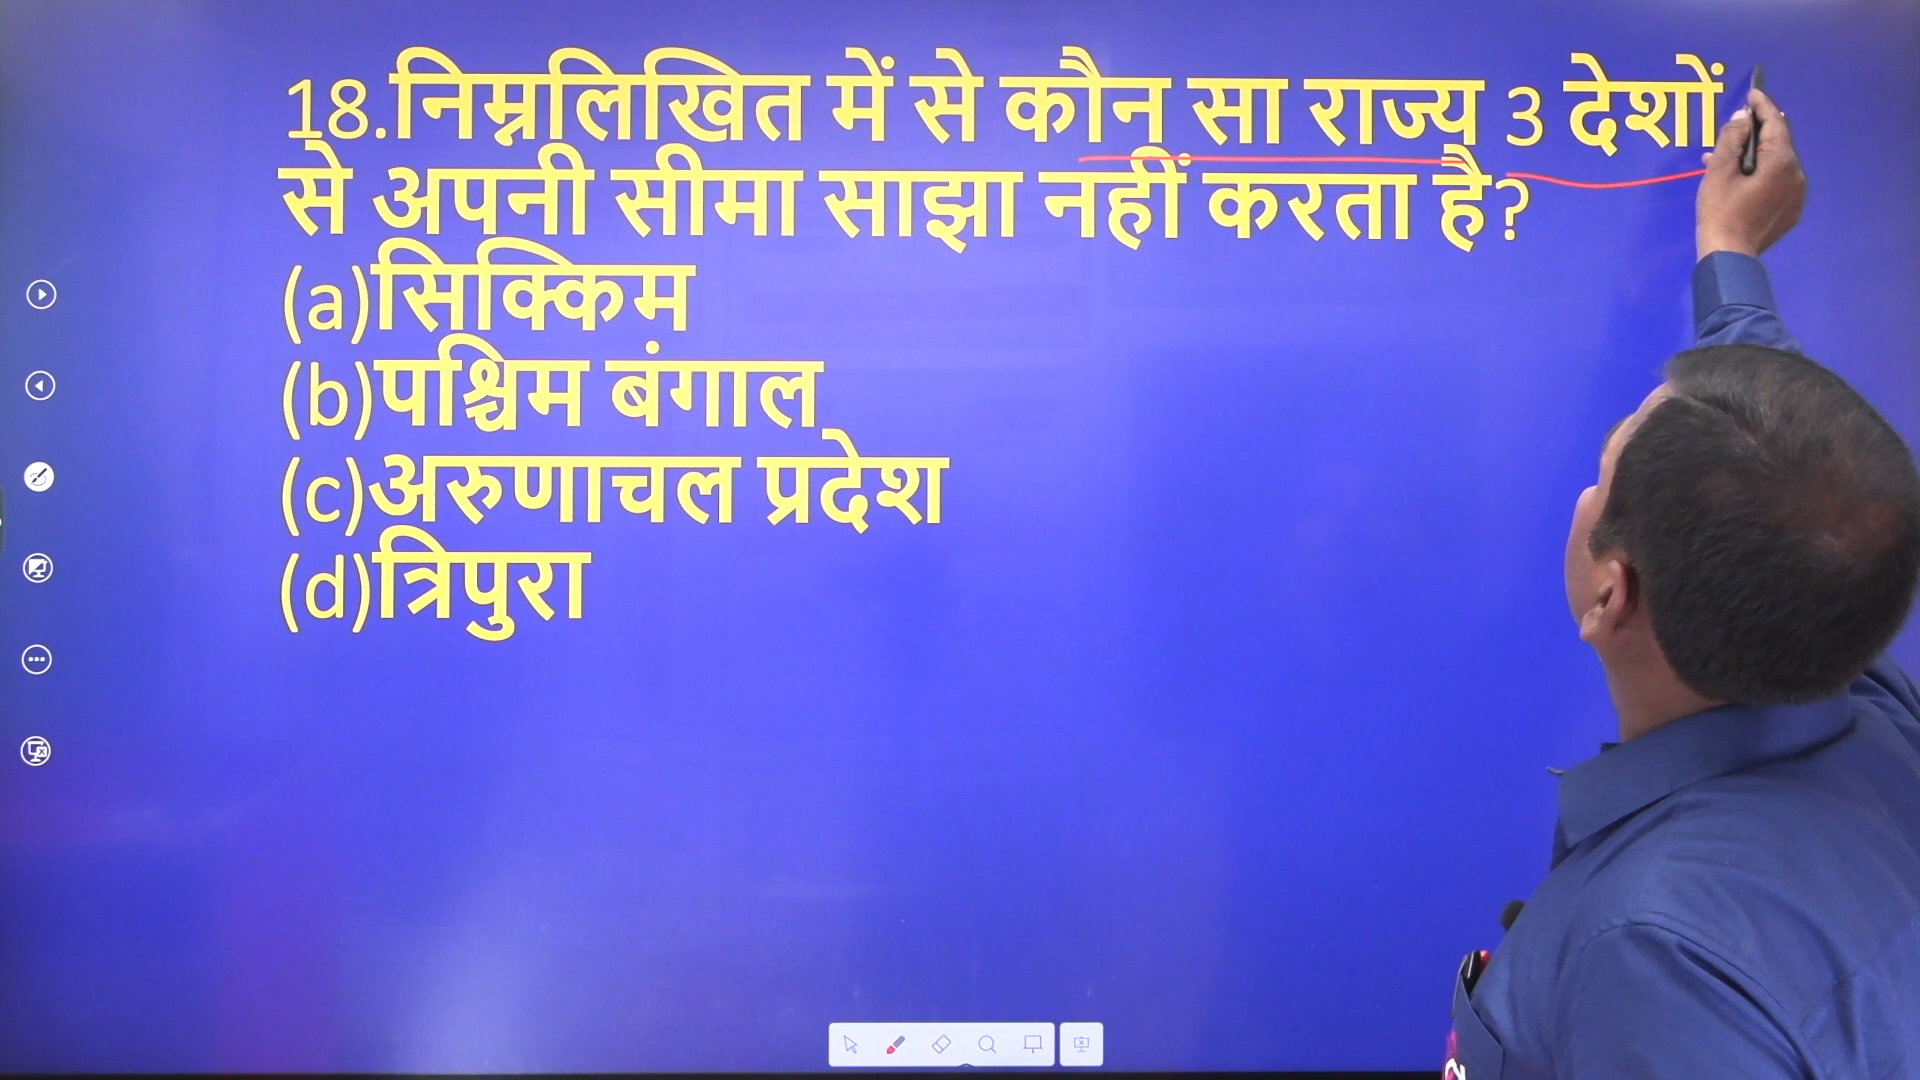 18.निम्नलिखित में से कौन सा राज्य 3 देशों
से अपनी सीमा साझा नहीं करता है?
(a)सिक्किम
(b)पश्चिम बंगाल
(c)अरुणाचल प्रदेश
(d)त्रिपुरा